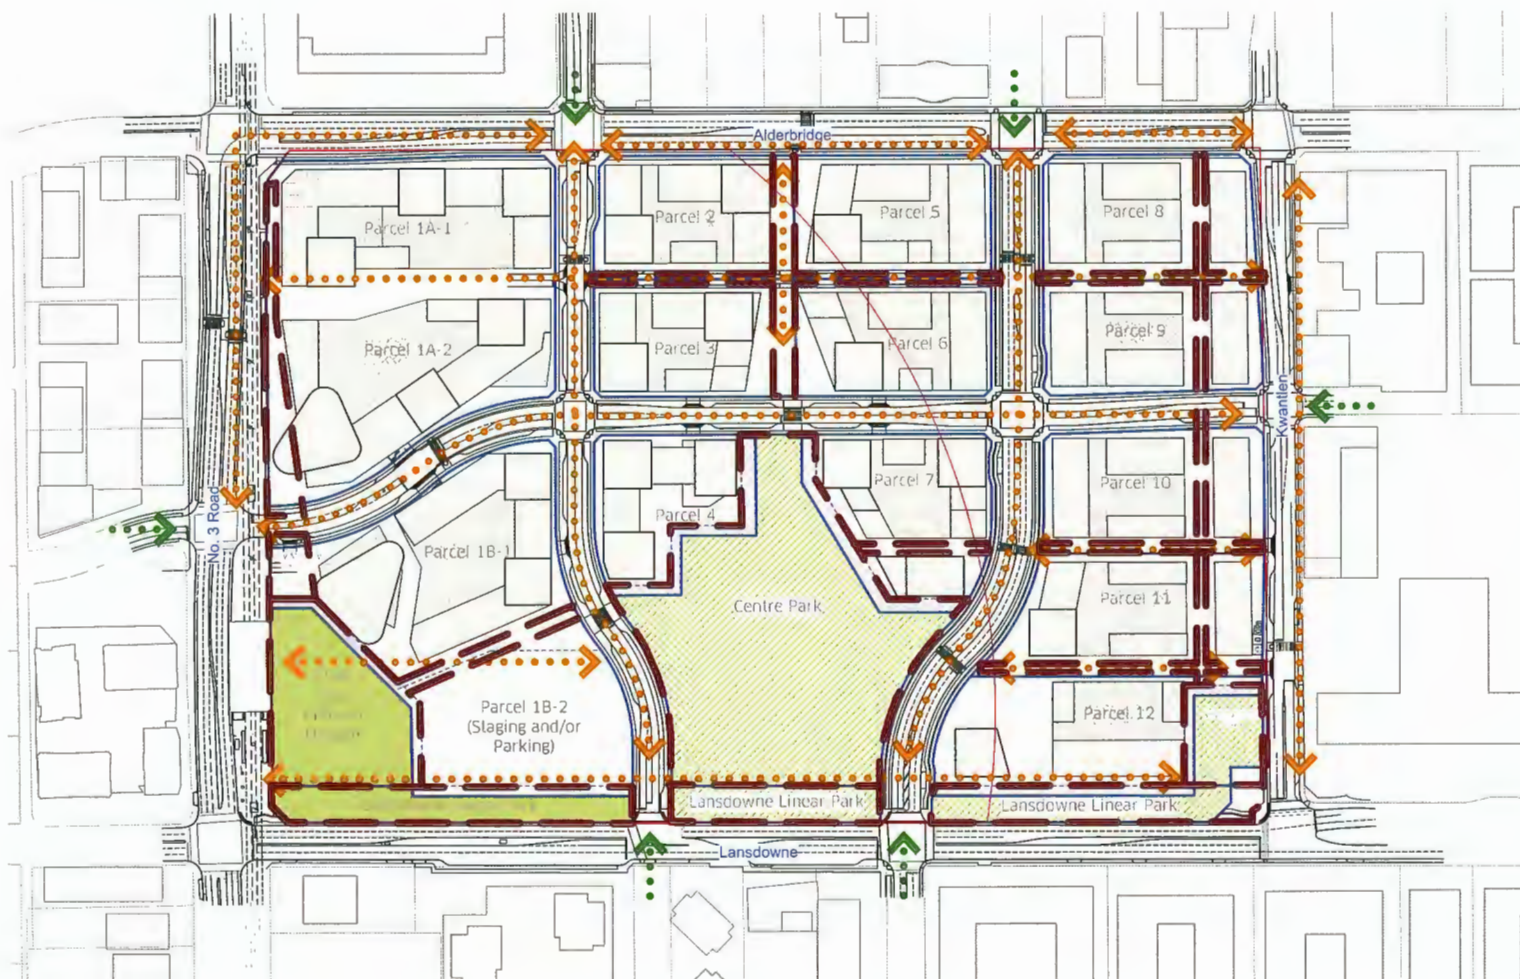 Alderbridge
Parcel 1A-1
Parcel 2
Parcel 5
Parcel 8
Parcel 1A-2
Parcel 3
Parcel 6
Parcel 9
Kwantlen
No. 3 Road
Parcel 1B-1
Parcel 4
Parcel 7
Parcel 10
Centre Park
Parcel 11
Parcel 1B-2
(Staging and/or
Parking)
Parcel 12
Lansdowne Linear Park
Lansdowne Linear Park
Lansdowne